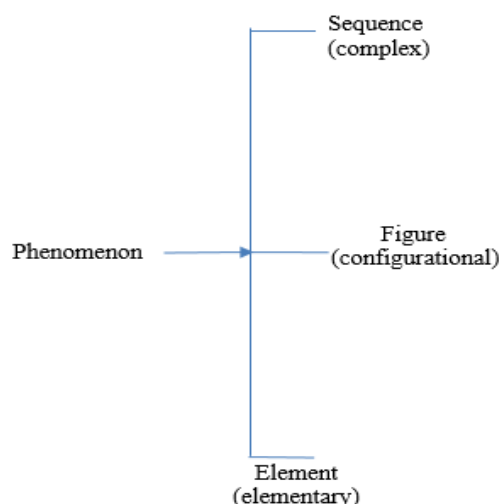 Sequence
(complex)
Phenomenon
Figure
(configurational)
Element
(elementary)